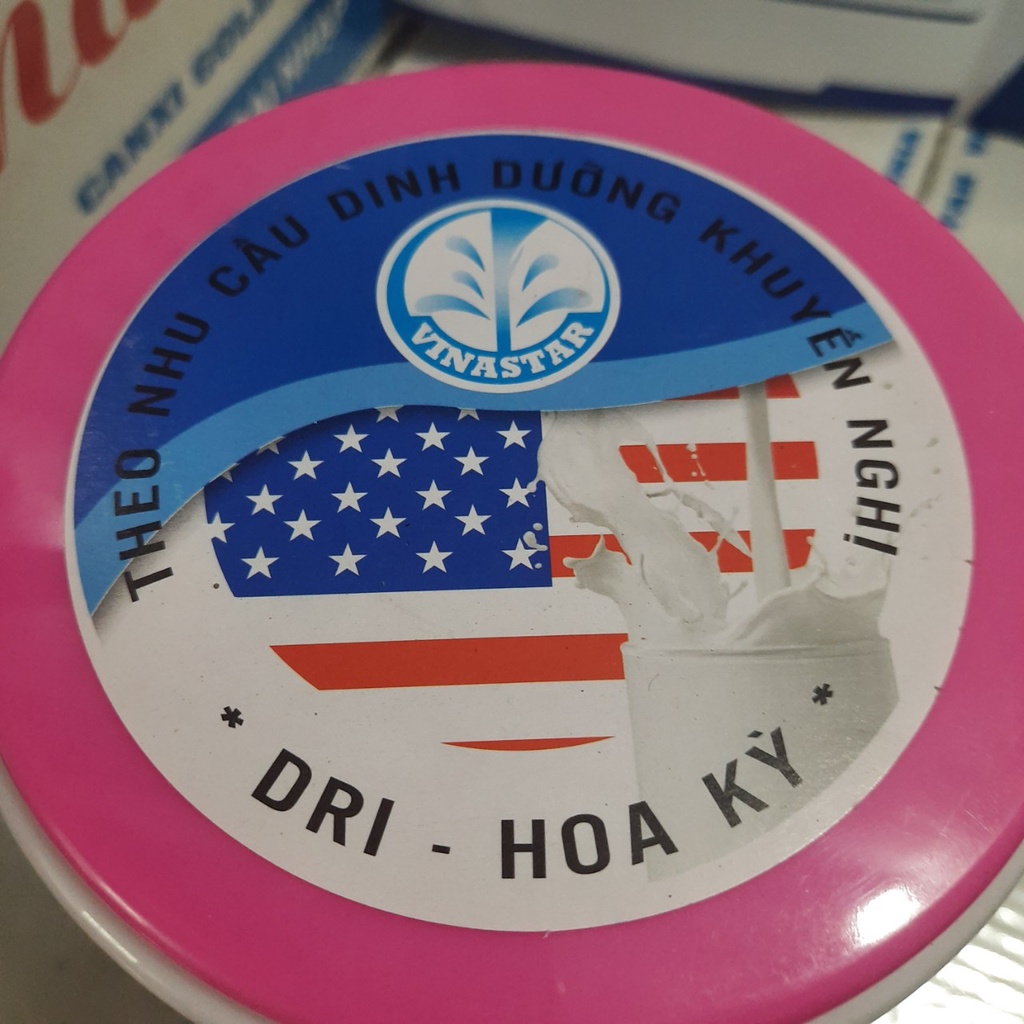 CANXI GOLD
THEO NHU CẦU DINH DƯỠNG KHUYẾN NGHỊ
VINASTAR
* DRI - HOA KỲ *